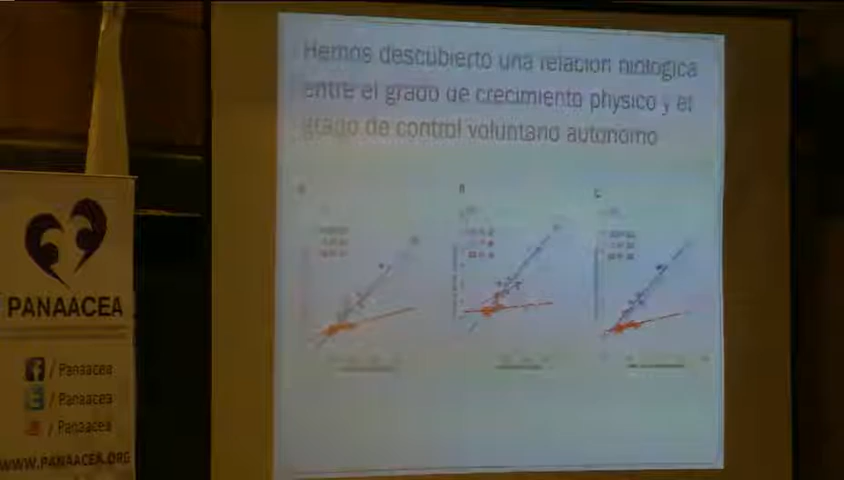 Hemos descubierto una relación biologica
entre el grado de crecimiento physico y el
grado de control voluntario autonomo
A B C
PANAACEA
/ Panaacea
/ Panaacea
/ Panaacea
WWW.PANAACEA.ORG